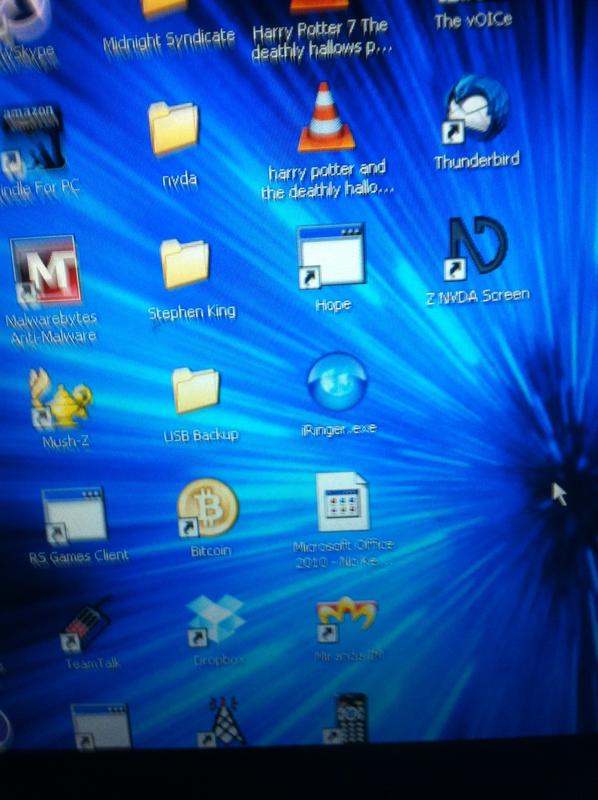 Skype
Midnight Syndicate
Harry Potter 7 The
deathly hallows p...
The vOICe
amazon
indle For PC
nvda
harry potter and
the deathly hallo...
Thunderbird
M
Malwarebytes
Anti-Malware
Stephen King
Hope
Z NVDA Screen
Mush-Z
USB Backup
iRinger.exe
RS Games Client
Bitcoin
Microsoft Office
2010 - No Ke...
TeamTalk
Dropbox
Miranda IM